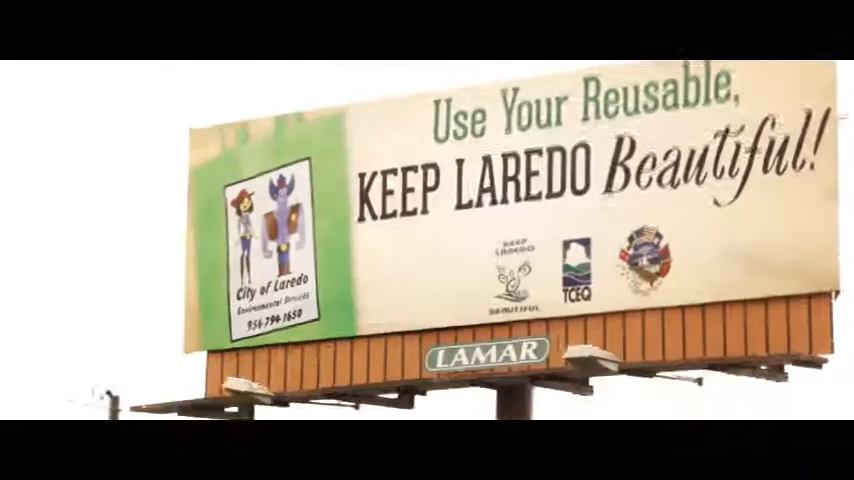 Use Your Reusable,
KEEP LAREDO Beautiful!
City of Laredo
Environmental Services
956-794-1650
KEEP
LAREDO
BEAUTIFUL
TCEQ
LAMAR